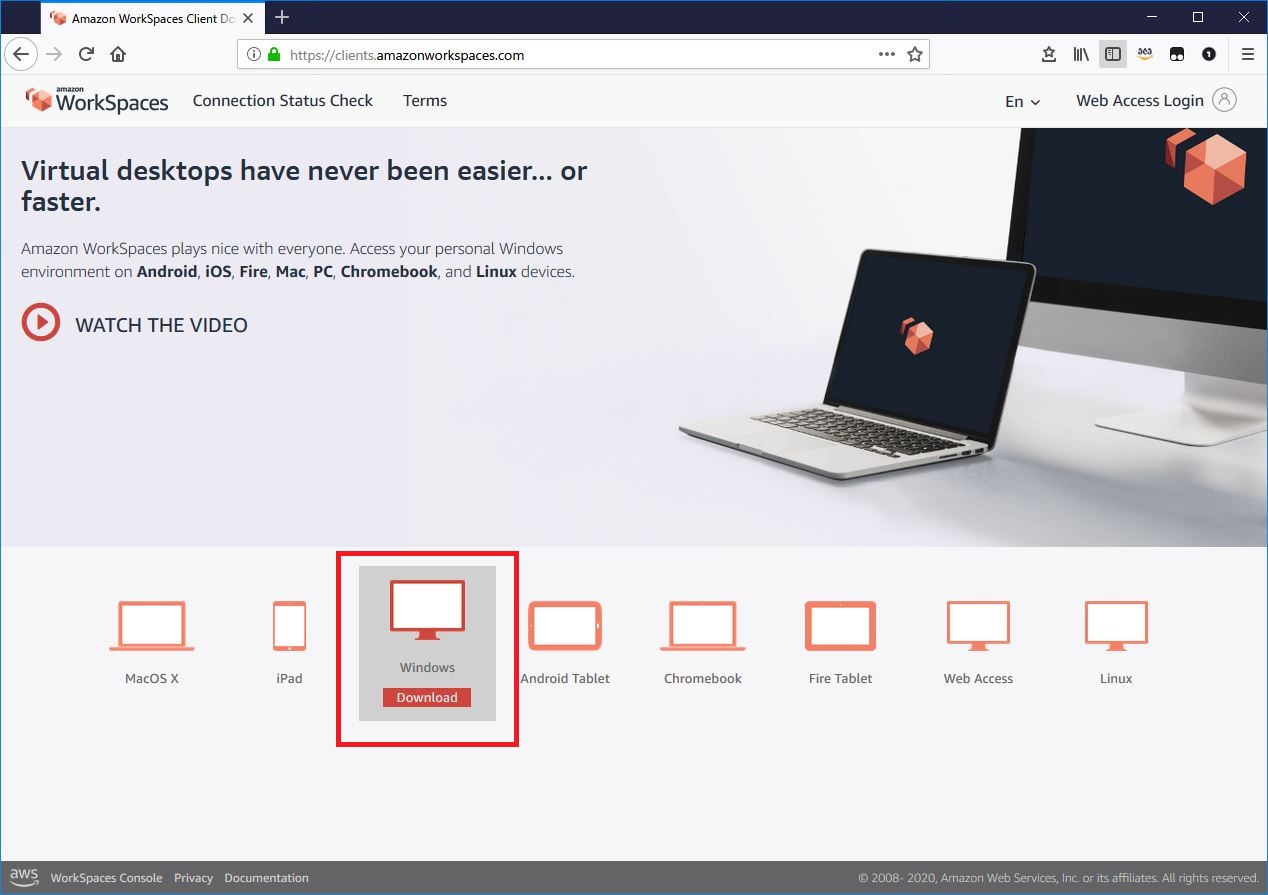 Amazon WorkSpaces Client Do
https://clients.amazonworkspaces.com
amazon
WorkSpaces
Connection Status Check
Terms
En
Web Access Login
Virtual desktops have never been easier... or
faster.
Amazon WorkSpaces plays nice with everyone. Access your personal Windows
environment on Android, iOS, Fire, Mac, PC, Chromebook, and Linux devices.
WATCH THE VIDEO
MacOS X
iPad
Windows
Download
Android Tablet
Chromebook
Fire Tablet
Web Access
Linux
aws
WorkSpaces Console
Privacy
Documentation
© 2008- 2020, Amazon Web Services, Inc. or its affiliates. All rights reserved.